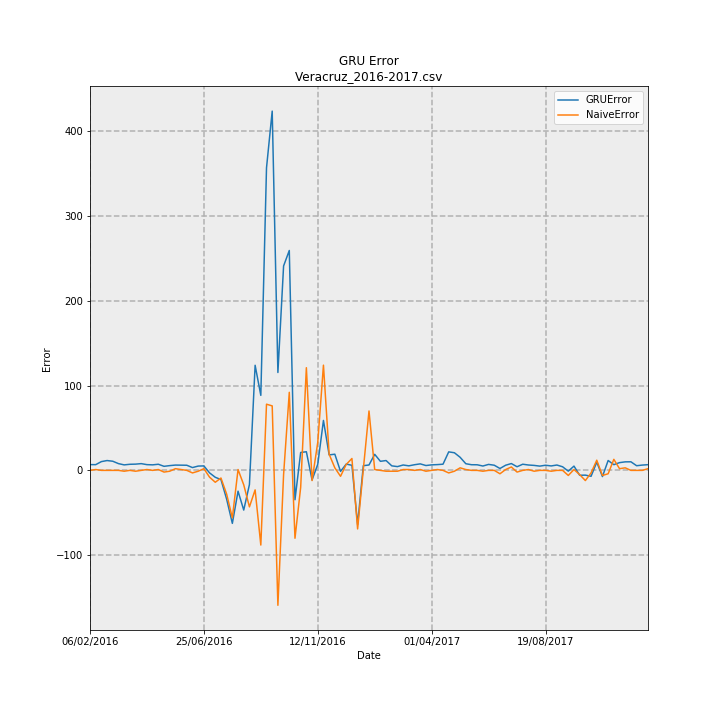 GRU Error
Veracruz_2016-2017.csv
GRUError
NaiveError
400
300
200
100
0
−100
Error
06/02/2016
25/06/2016
12/11/2016
01/04/2017
19/08/2017
Date